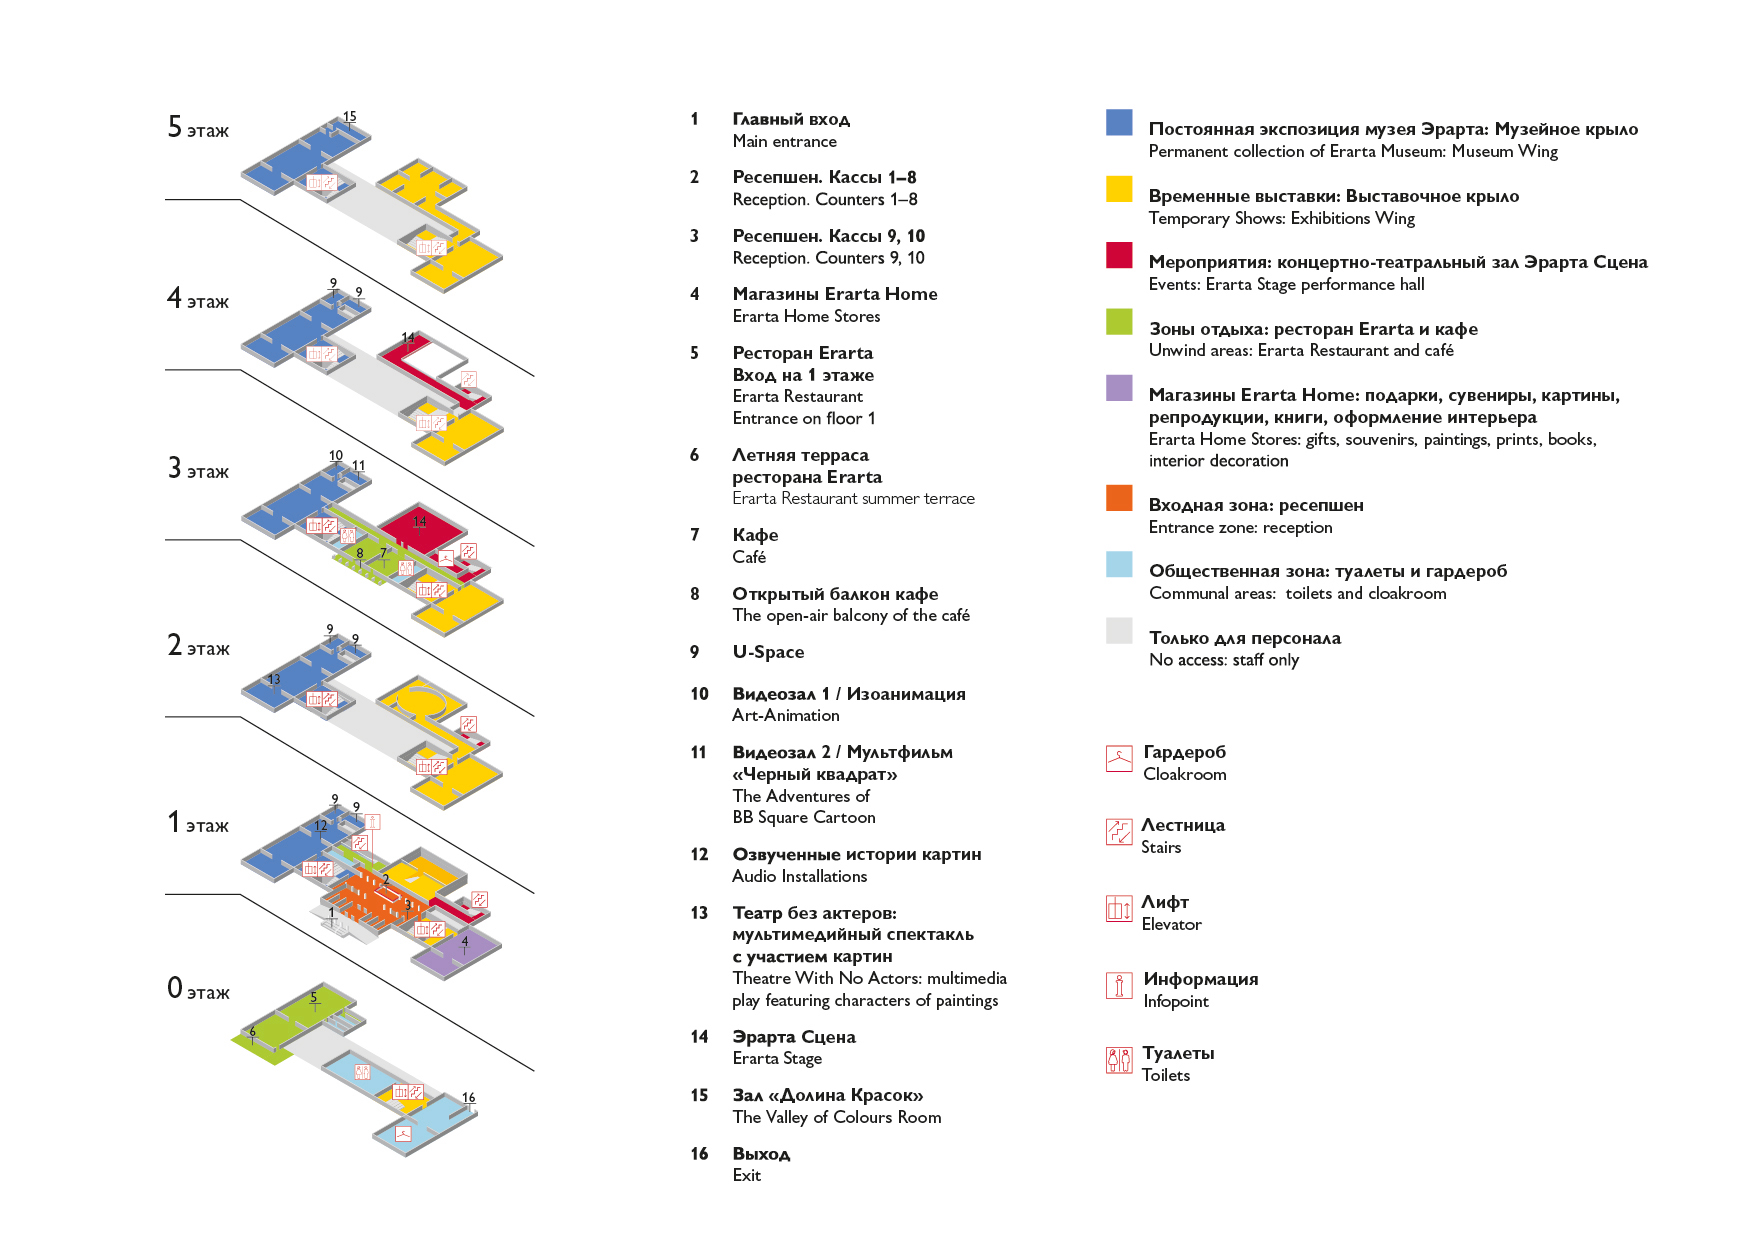 5 этаж
15
4 этаж
9
9
14
3 этаж
10
11
14
8
7
2 этаж
9
9
13
1 этаж
9
9
12
2
3
1
4
0 этаж
5
6
16
1 Главный вход
Main entrance
2 Ресепшен. Кассы 1–8
Reception. Counters 1–8
3 Ресепшен. Кассы 9, 10
Reception. Counters 9, 10
4 Магазины Erarta Home
Erarta Home Stores
5 Ресторан Erarta
Вход на 1 этаже
Erarta Restaurant
Entrance on floor 1
6 Летняя терраса
ресторана Erarta
Erarta Restaurant summer terrace
7 Кафе
Café
8 Открытый балкон кафе
The open-air balcony of the café
9 U-Space
10 Видеозал 1 / Изоанимация
Art-Animation
11 Видеозал 2 / Мультфильм
«Черный квадрат»
The Adventures of
BB Square Cartoon
12 Озвученные истории картин
Audio Installations
13 Театр без актеров:
мультимедийный спектакль
с участием картин
Theatre With No Actors: multimedia
play featuring characters of paintings
14 Эрарта Сцена
Erarta Stage
15 Зал «Долина Красок»
The Valley of Colours Room
16 Выход
Exit
Постоянная экспозиция музея Эрарта: Музейное крыло
Permanent collection of Erarta Museum: Museum Wing
Временные выставки: Выставочное крыло
Temporary Shows: Exhibitions Wing
Мероприятия: концертно-театральный зал Эрарта Сцена
Events: Erarta Stage performance hall
Зоны отдыха: ресторан Erarta и кафе
Unwind areas: Erarta Restaurant and café
Магазины Erarta Home: подарки, сувениры, картины,
репродукции, книги, оформление интерьера
Erarta Home Stores: gifts, souvenirs, paintings, prints, books,
interior decoration
Входная зона: ресепшен
Entrance zone: reception
Общественная зона: туалеты и гардероб
Communal areas: toilets and cloakroom
Только для персонала
No access: staff only
Гардероб
Cloakroom
Лестница
Stairs
Лифт
Elevator
Информация
Infopoint
Туалеты
Toilets